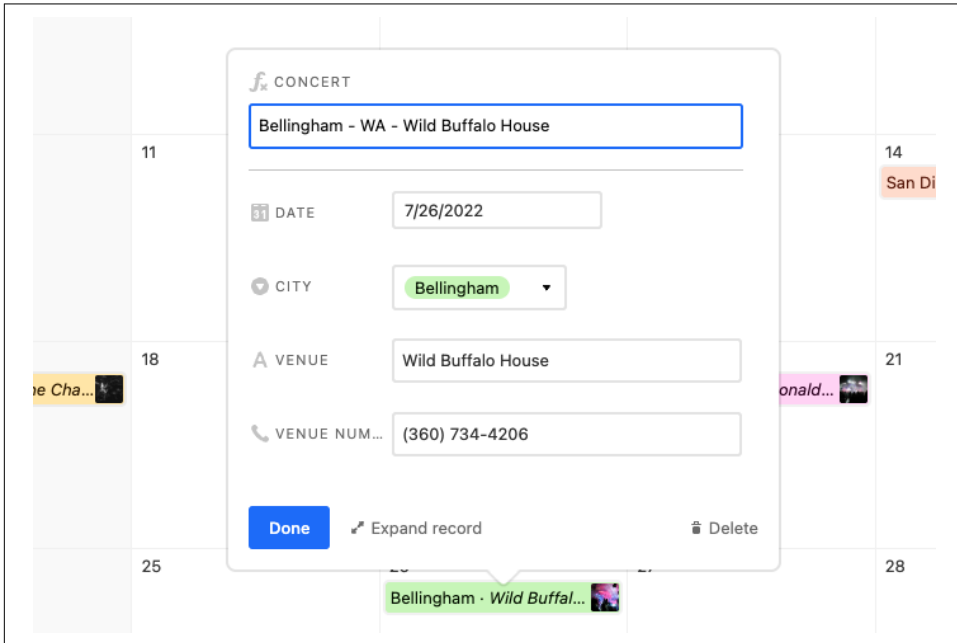 CONCERT
Bellingham - WA - Wild Buffalo House
11
14
San Di
31 DATE
7/26/2022
CITY
Bellingham
18
VENUE
Wild Buffalo House
21
ne Cha...
onald...
VENUE NUM...
(360) 734-4206
Done
Expand record
Delete
25
28
Bellingham · Wild Buffal...